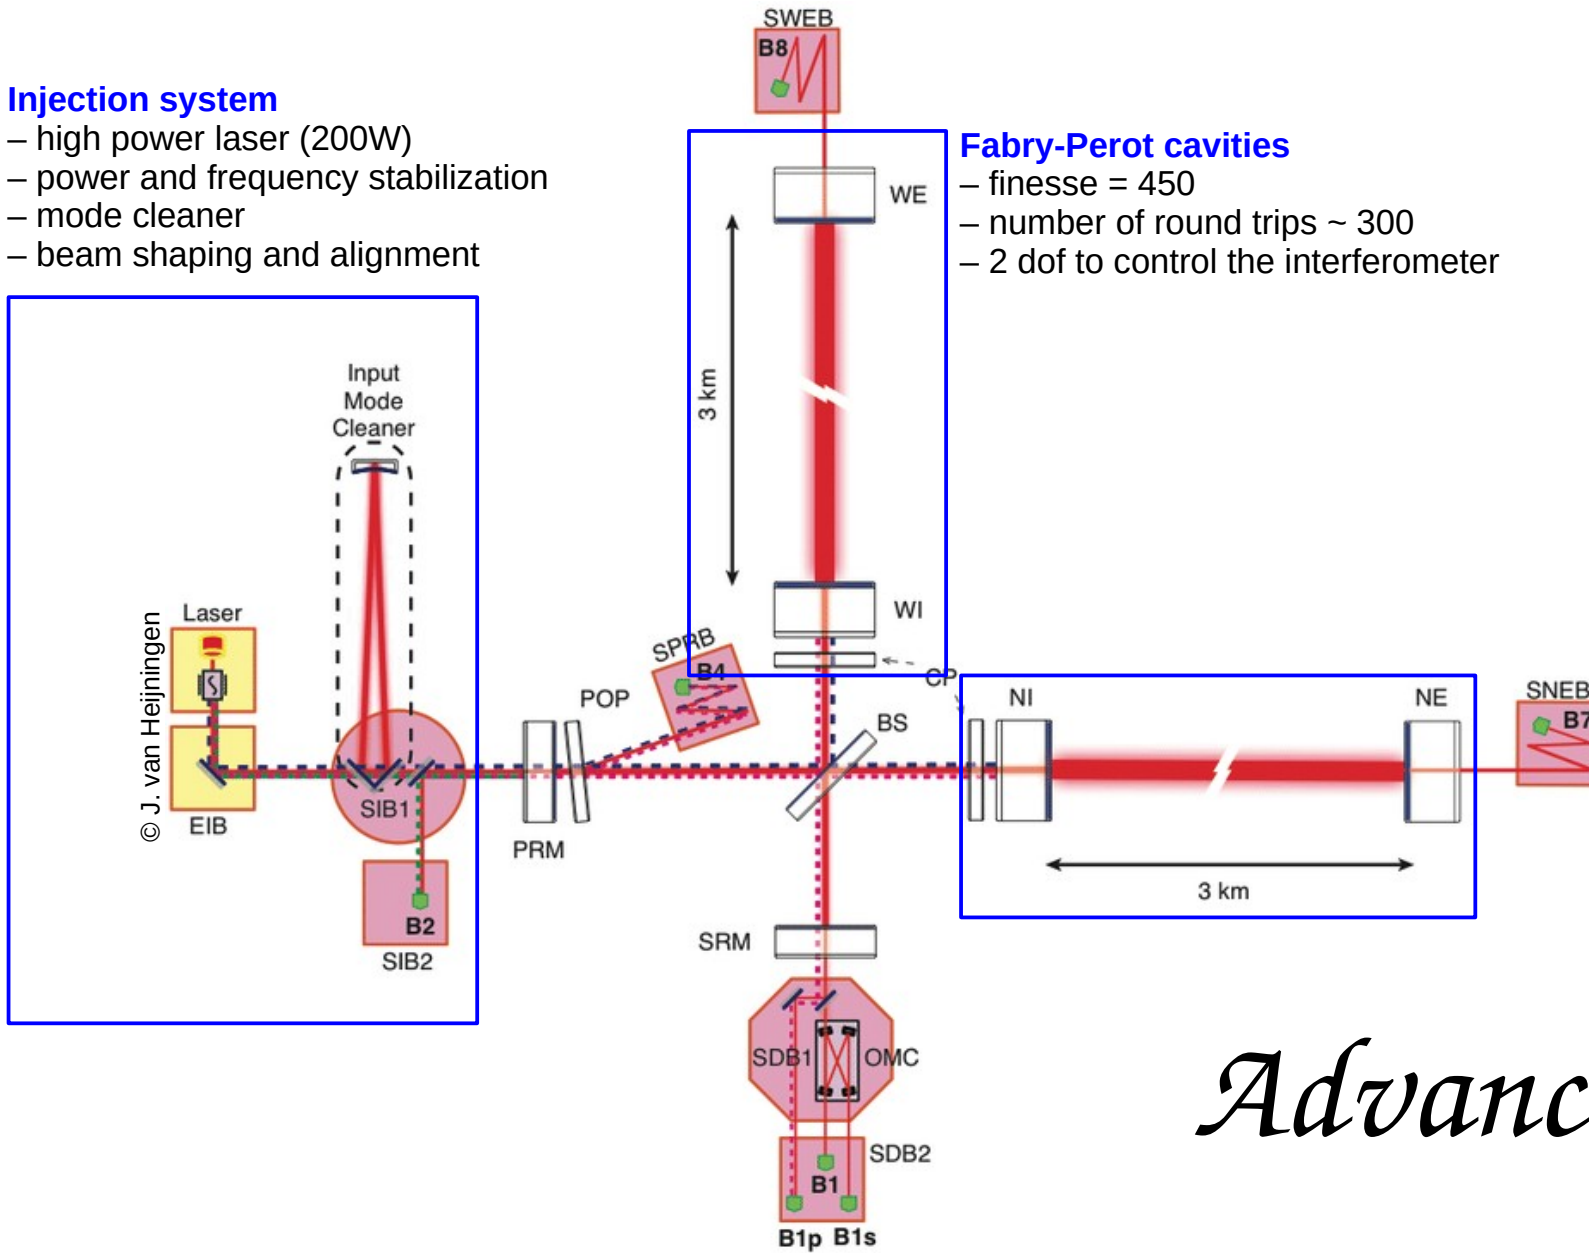 SWEB
B8
Injection system
– high power laser (200W)
– power and frequency stabilization
– mode cleaner
– beam shaping and alignment
Fabry-Perot cavities
– finesse = 450
– number of round trips ~ 300
– 2 dof to control the interferometer
WE
3 km
Input
Mode
Cleaner
WI
Laser
© J. van Heijningen
SPRB
B4
CP
POP
BS
NI
NE
SNEB
B7
SIB1
EIB
PRM
3 km
B2
SIB2
SRM
SDB1
OMC
SDB2
B1
B1p
B1s
Advanc